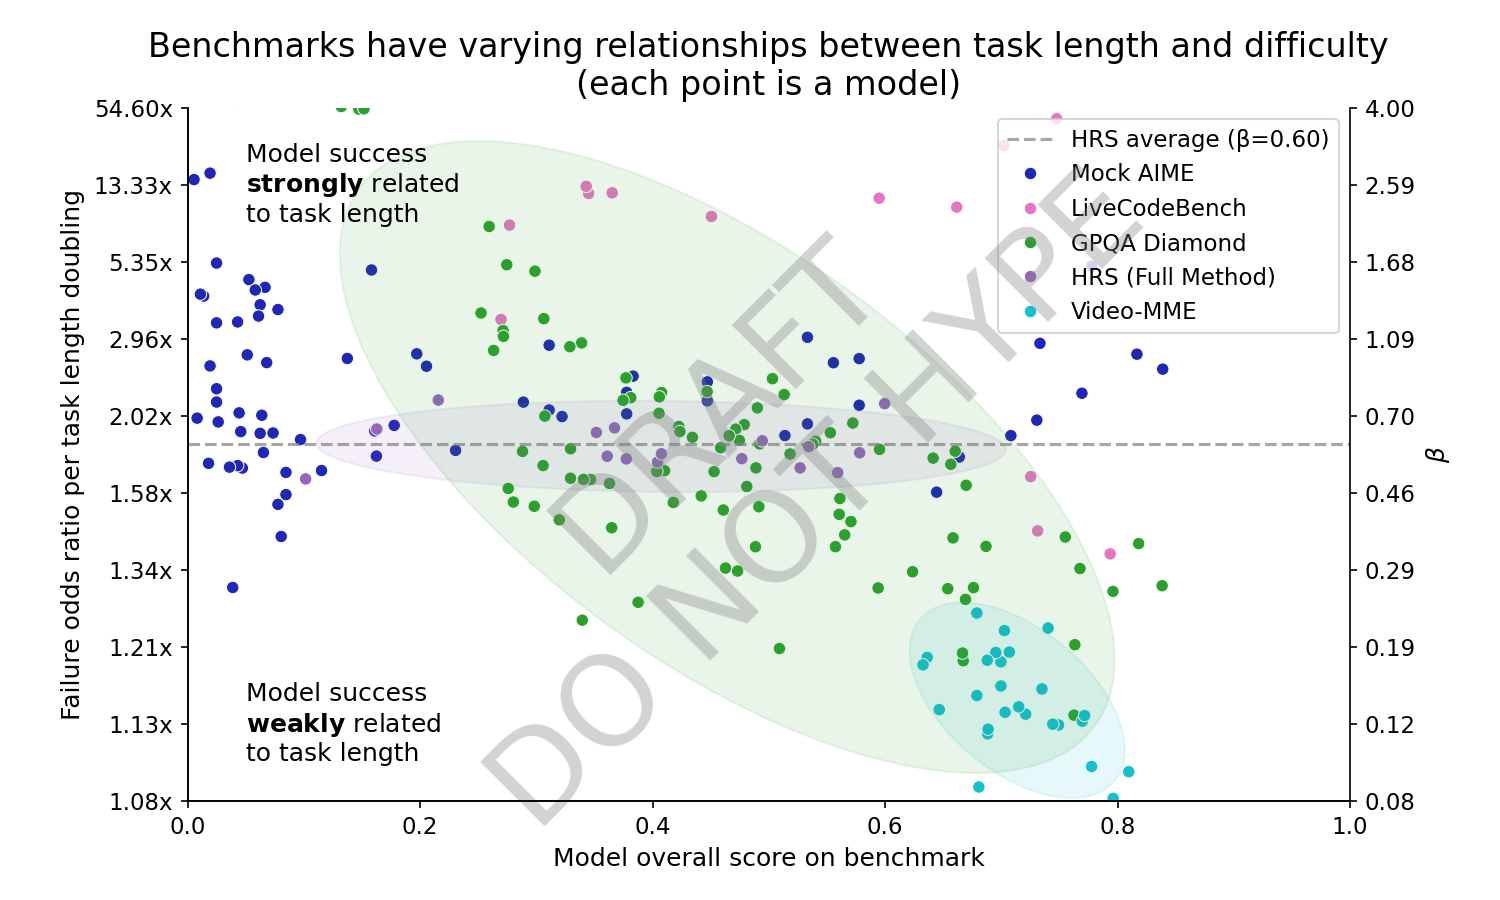 Benchmarks have varying relationships between task length and difficulty
(each point is a model)
54.60x
13.33x
5.35x
2.96x
2.02x
1.58x
1.34x
1.21x
1.13x
1.08x
Failure odds ratio per task length doubling
Model success
strongly related
to task length
Model success
weakly related
to task length
HRS average (β=0.60)
Mock AIME
LiveCodeBench
GPQA Diamond
HRS (Full Method)
Video-MME
DRAFT
DO NOT HYPE
4.00
2.59
1.68
1.09
0.70
0.46
0.29
0.19
0.12
0.08
β
0.0
0.2
0.4
0.6
0.8
1.0
Model overall score on benchmark